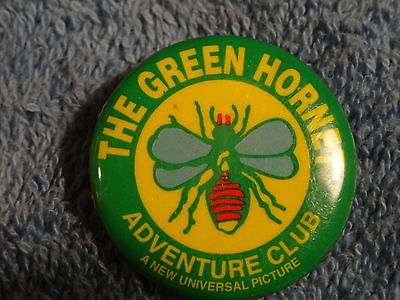 THE GREEN HORNET
ADVENTURE CLUB
A NEW UNIVERSAL PICTURE